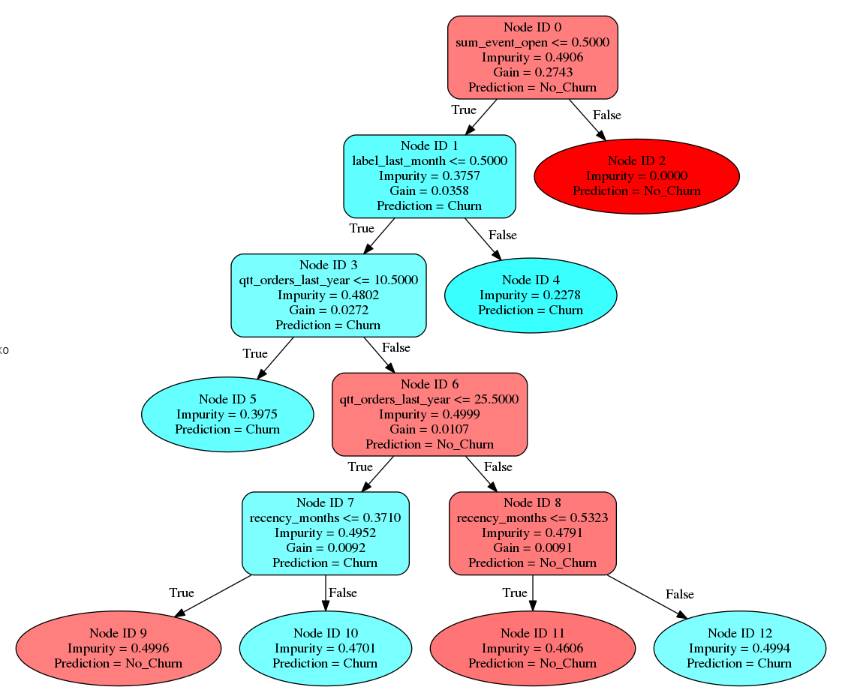 Node ID 0
sum_event_open <= 0.5000
Impurity = 0.4906
Gain = 0.2743
Prediction = No_Churn
True
False
Node ID 1
label_last_month <= 0.5000
Impurity = 0.3757
Gain = 0.0358
Prediction = Churn
Node ID 2
Impurity = 0.0000
Prediction = No_Churn
True
False
Node ID 3
qtt_orders_last_year <= 10.5000
Impurity = 0.4802
Gain = 0.0272
Prediction = Churn
Node ID 4
Impurity = 0.2278
Prediction = Churn
True
False
Node ID 5
Impurity = 0.3975
Prediction = Churn
Node ID 6
qtt_orders_last_year <= 25.5000
Impurity = 0.4999
Gain = 0.0107
Prediction = No_Churn
True
False
Node ID 7
recency_months <= 0.3710
Impurity = 0.4952
Gain = 0.0092
Prediction = Churn
Node ID 8
recency_months <= 0.5323
Impurity = 0.4791
Gain = 0.0091
Prediction = No_Churn
True
False
True
False
Node ID 9
Impurity = 0.4996
Prediction = No_Churn
Node ID 10
Impurity = 0.4701
Prediction = Churn
Node ID 11
Impurity = 0.4606
Prediction = No_Churn
Node ID 12
Impurity = 0.4994
Prediction = Churn